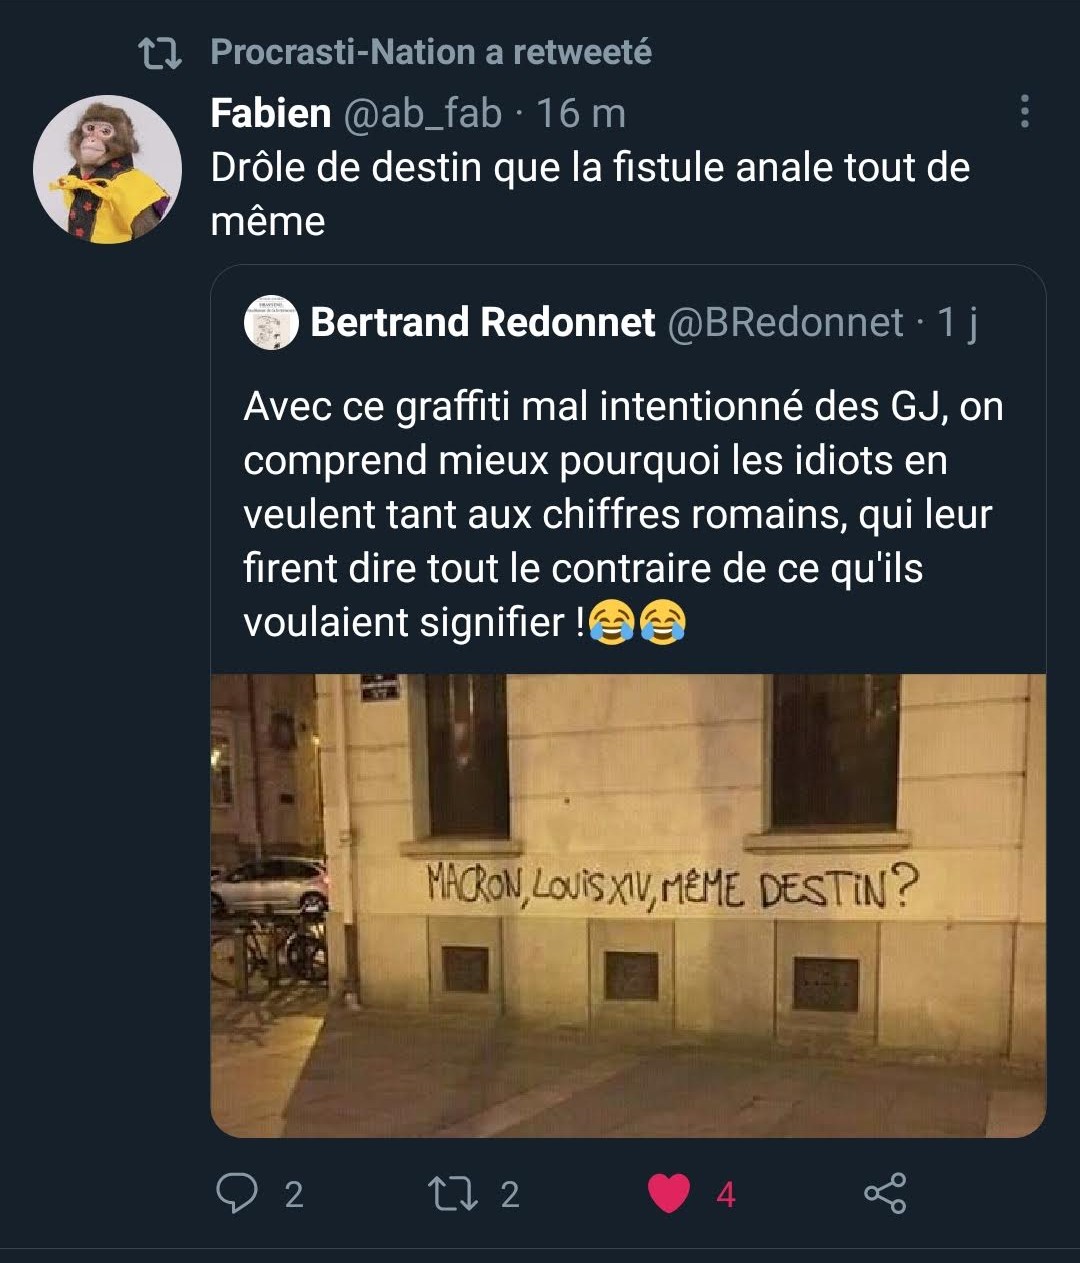 Procrasti-Nation a retweeté
Fabien @ab_fab · 16 m
Drôle de destin que la fistule anale tout de
même
Bertrand Redonnet @BRedonnet · 1 j
Avec ce graffiti mal intentionné des GJ, on
comprend mieux pourquoi les idiots en
veulent tant aux chiffres romains, qui leur
firent dire tout le contraire de ce qu'ils
voulaient signifier !😂😂
MACRON, LOUIS XIV, MÊME DESTIN?
2 2 4